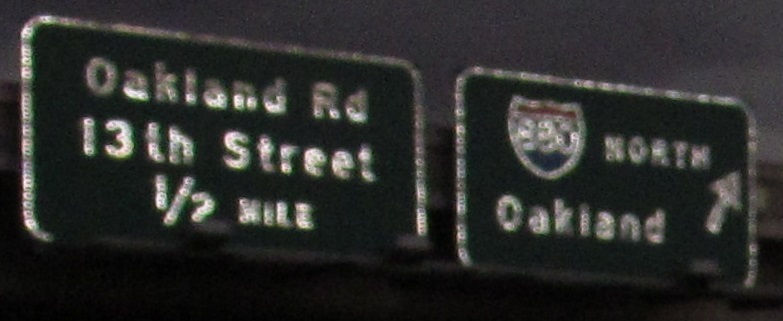 Oakland Rd
13th Street
1/2 MILE
880 NORTH
Oakland